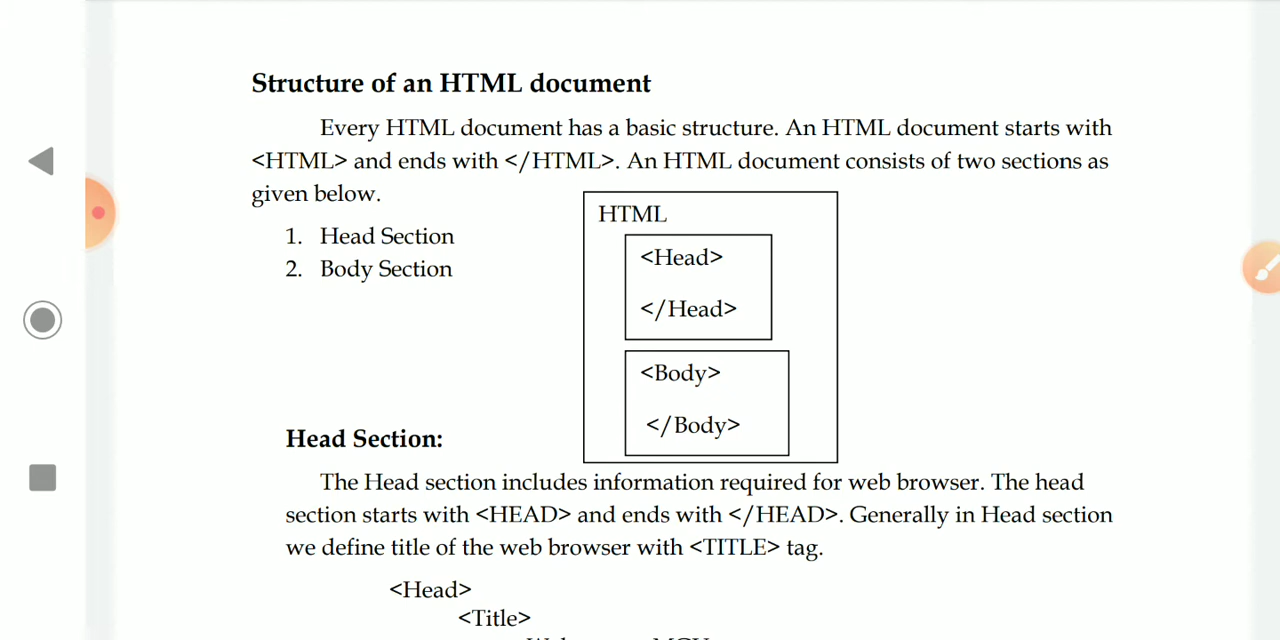 Structure of an HTML document
Every HTML document has a basic structure. An HTML document starts with
<HTML> and ends with </HTML>. An HTML document consists of two sections as
given below.
1. Head Section
2. Body Section
HTML
<Head>
</Head>
<Body>
</Body>
Head Section:
The Head section includes information required for web browser. The head
section starts with <HEAD> and ends with </HEAD>. Generally in Head section
we define title of the web browser with <TITLE> tag.
<Head>
<Title>